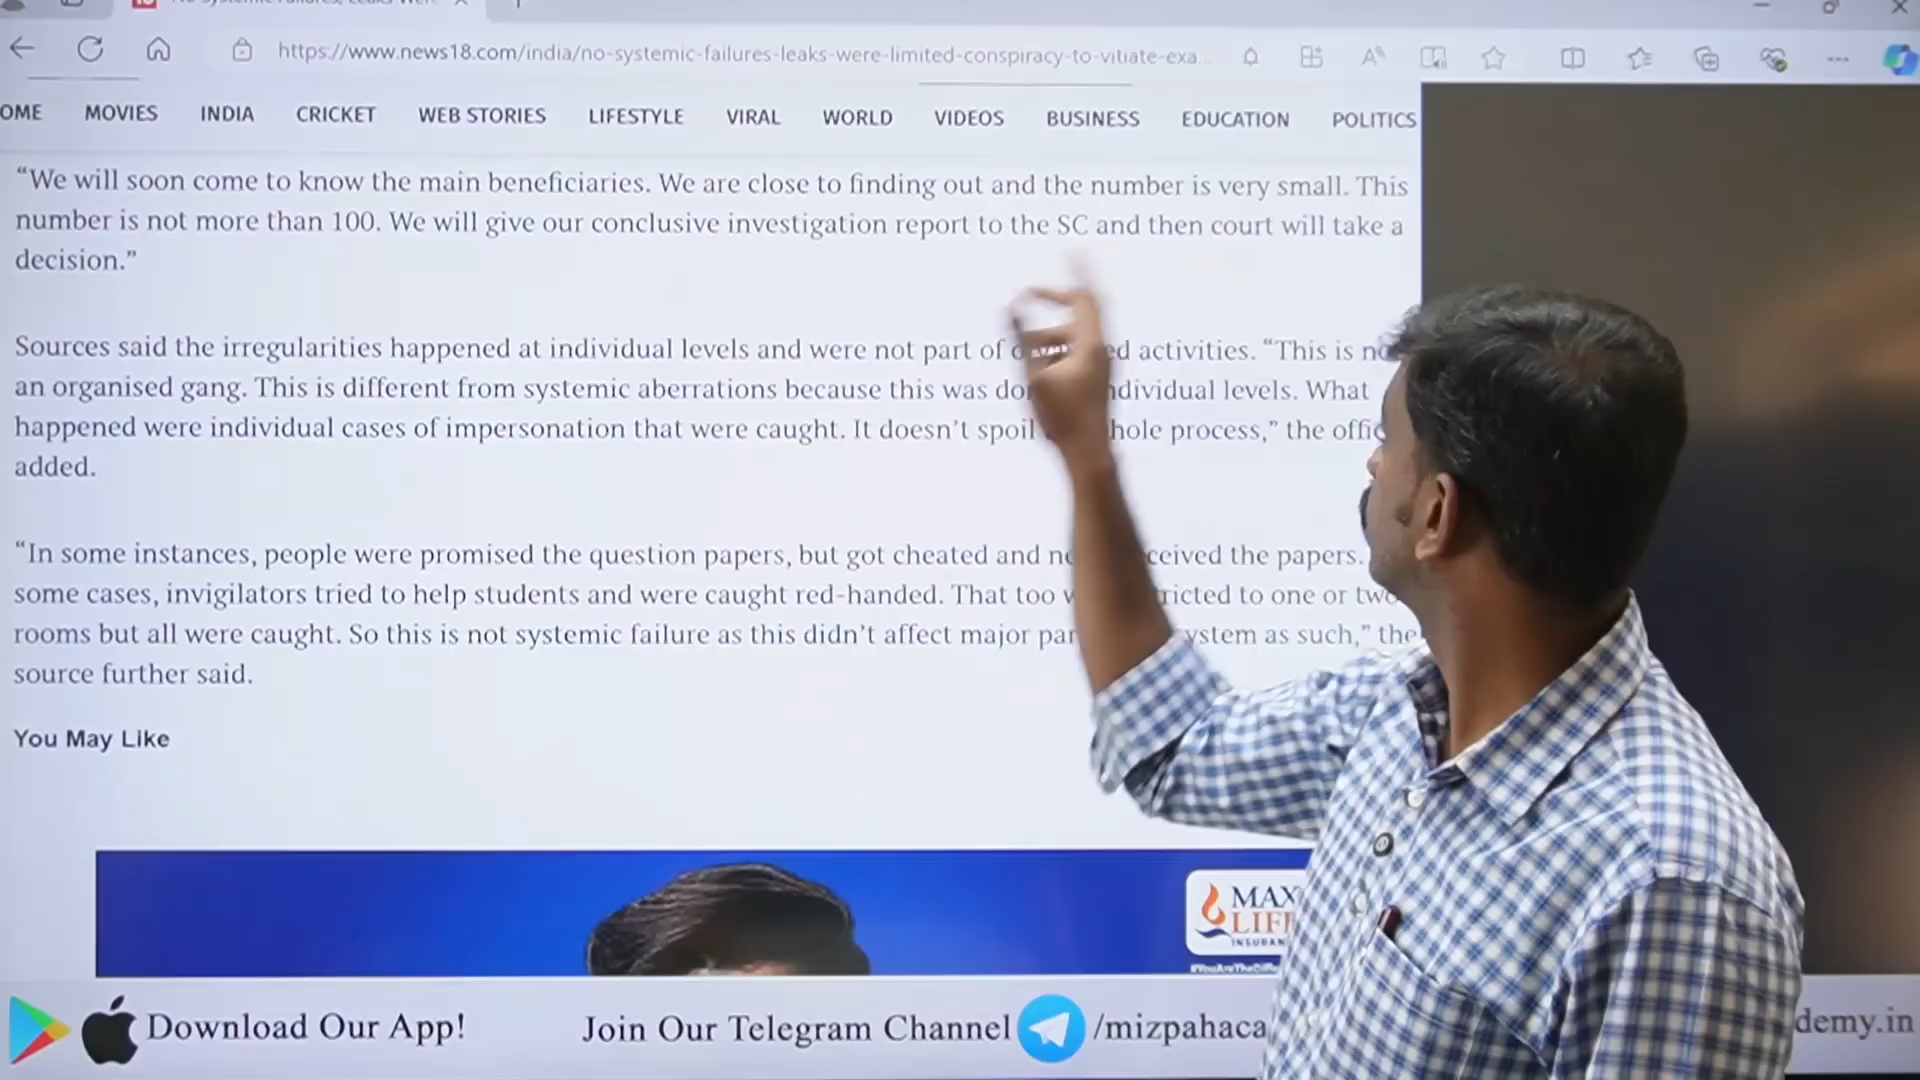 https://www.news18.com/india/no-systemic-failures-leaks-were-limited-conspiracy-to-vitiate-exa...
OME MOVIES INDIA CRICKET WEB STORIES LIFESTYLE VIRAL WORLD VIDEOS BUSINESS EDUCATION POLITICS
“We will soon come to know the main beneficiaries. We are close to finding out and the number is very small. This
number is not more than 100. We will give our conclusive investigation report to the SC and then court will take a
decision.”
Sources said the irregularities happened at individual levels and were not part of ed activities. “This is
an organised gang. This is different from systemic aberrations because this was individual levels. What
happened were individual cases of impersonation that were caught. It doesn’t spoil hole process,” the
added.
“In some instances, people were promised the question papers, but got cheated and ceived the papers.
some cases, invigilators tried to help students and were caught red-handed. That too ricted to one or two
rooms but all were caught. So this is not systemic failure as this didn’t affect major ystem as such,” the
source further said.
You May Like
MAX
LIFE
INSURAN
Download Our App! Join Our Telegram Channel /mizpahaca demy.in